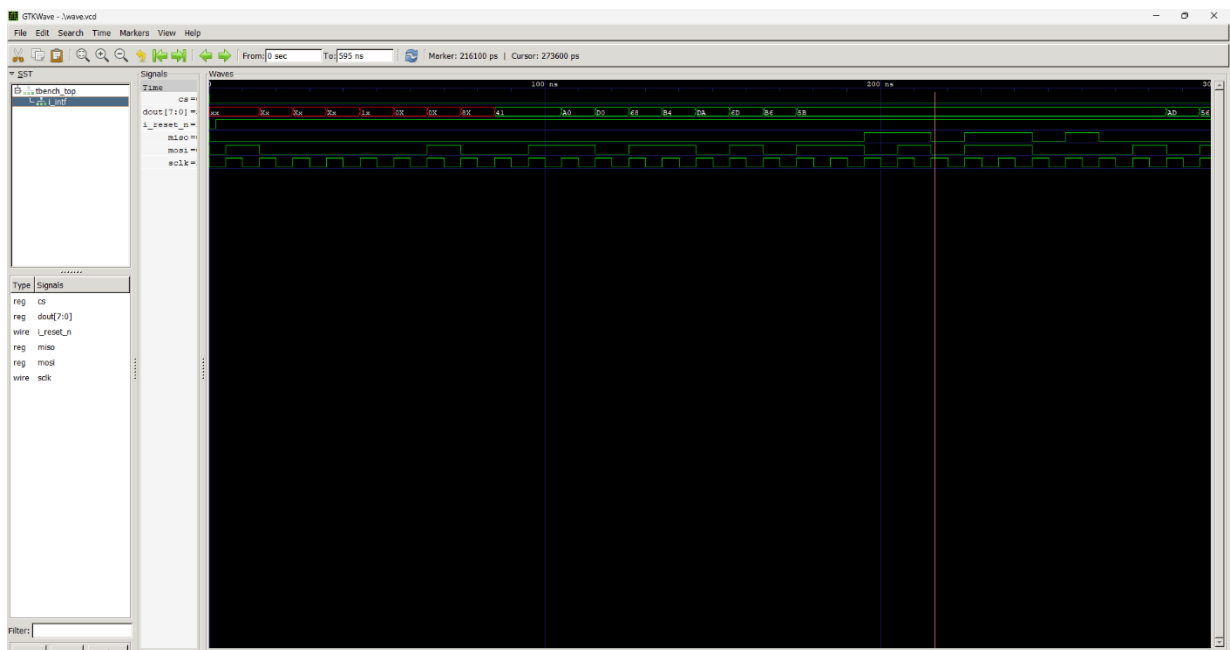 GTKWave - .\wave.vcd
File Edit Search Time Markers View Help
From: 0 sec To: 595 ns Marker: 216100 ps | Cursor: 273600 ps
SST
tbench_top
i_intf
Type Signals
reg cs
reg dout[7:0]
wire i_reset_n
reg miso
reg mosi
wire sclk
Filter:
Signals
Time
cs=
dout[7:0]=
i_reset_n=
miso=
mosi=
sclk=
Waves
100 ns 200 ns 30
xx Xx Xx Xx 1x 0X 0X 8X 41 A0 D0 68 B4 DA 6D B6 5B AD 56